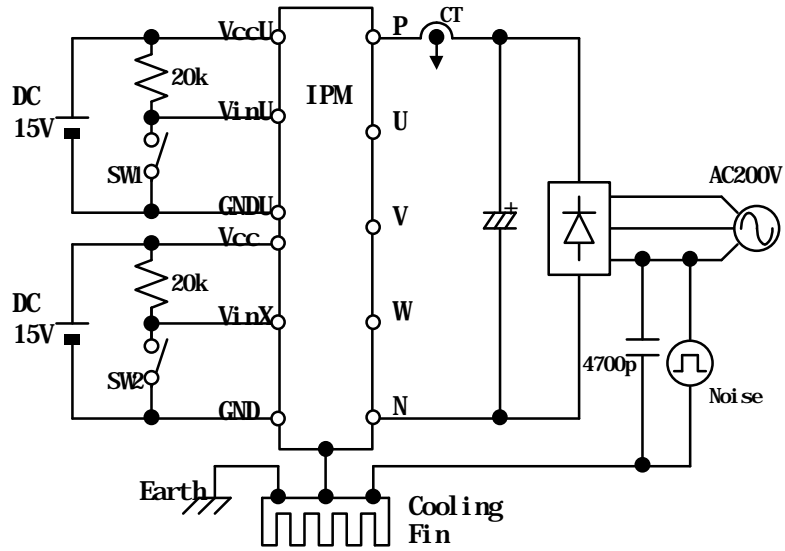 VccU
20k
DC
15V
VinU
SW1
GNDU
Vcc
20k
DC
15V
VinX
SW2
GND
IPM
P
CT
U
V
W
N
+
AC200V
4700p
Noise
Earth
Cooling
Fin